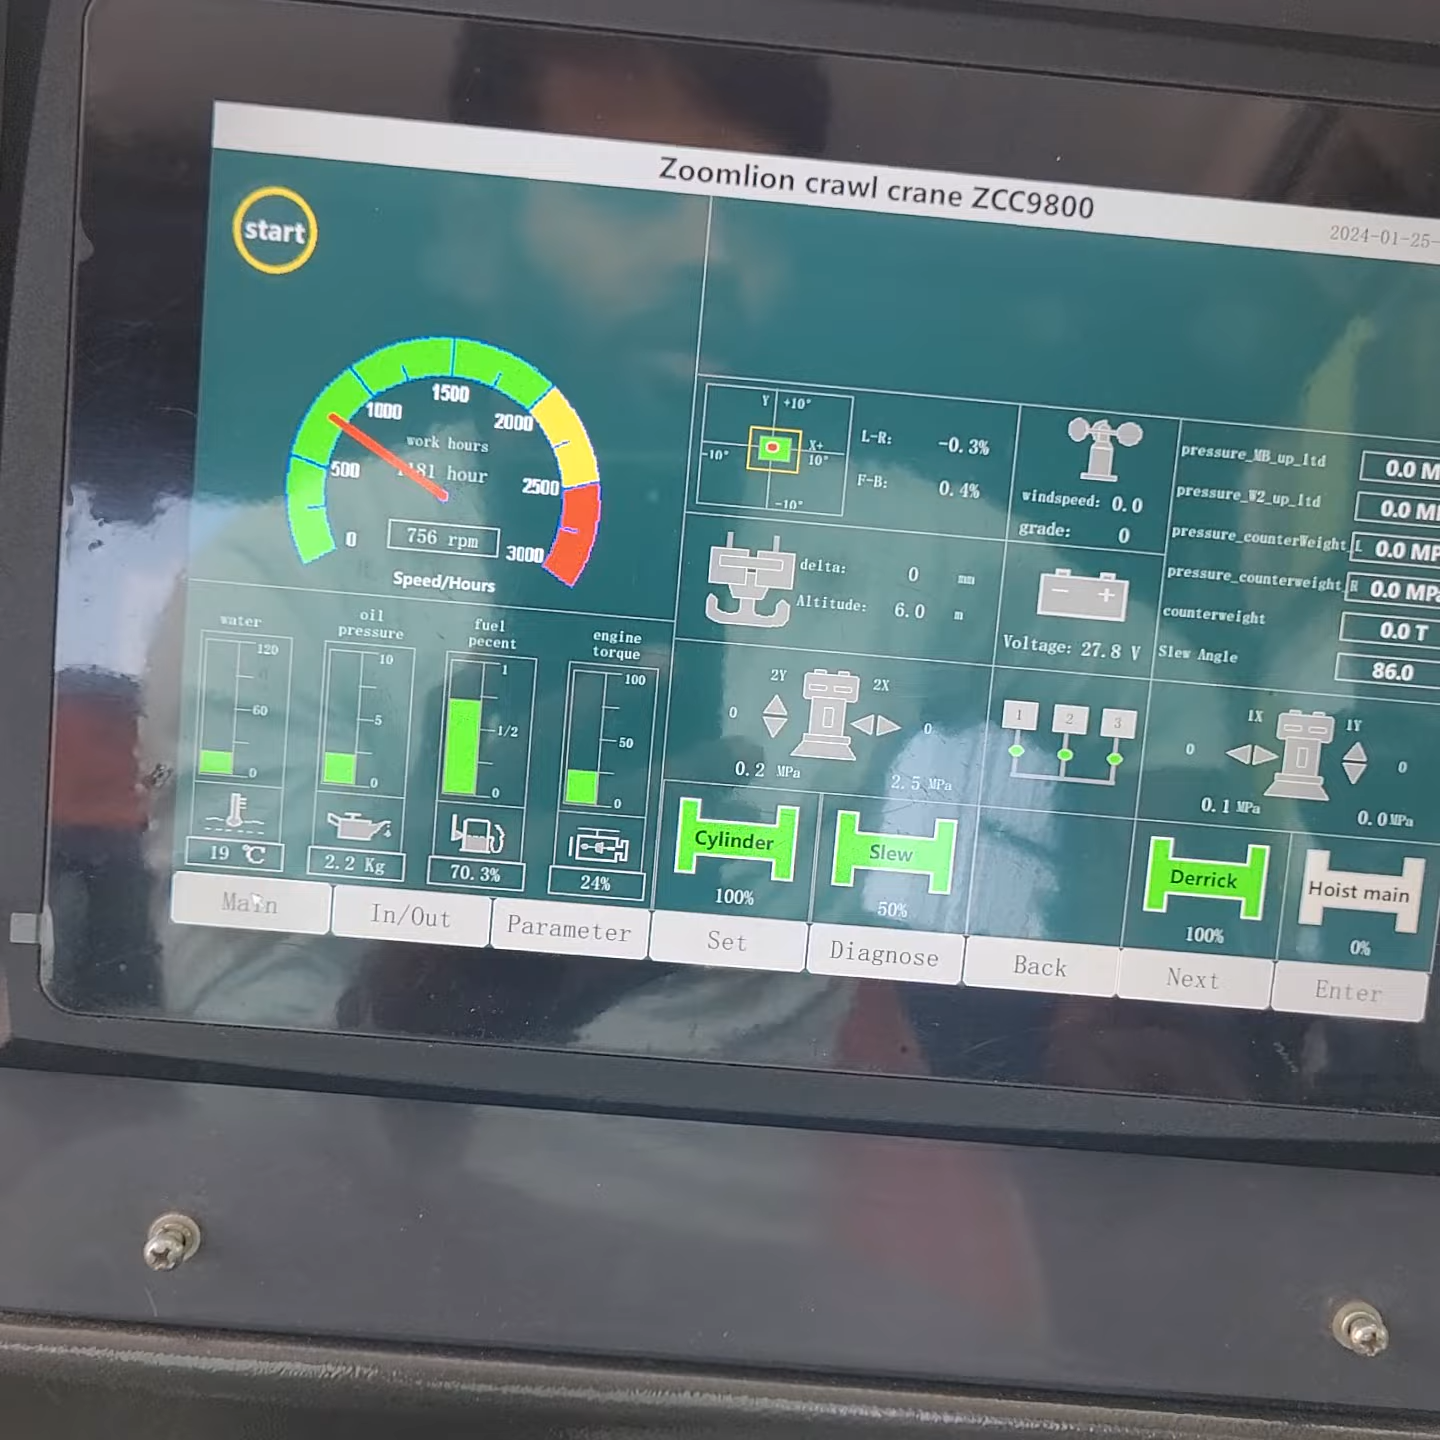 Zoomlion crawl crane ZCC9800
2024-01-25-
start
0
500
1000
1500
2000
2500
3000
work hours
hour
756 rpm
Speed/Hours
water
120
60
0
19 ℃
oil
pressure
10
5
0
2.2 Kg
fuel
pecent
1
1/2
0
70.3%
engine
torque
100
50
0
24%
Y +10°
-10°
X+
10°
-10°
L-R: -0.3%
F-B: 0.4%
windspeed: 0.0
grade: 0
pressure_MB_up_ltd 0.0 M
pressure_W2_up_ltd 0.0 M
pressure_counterWeight_L 0.0 MP
pressure_counterweight_R 0.0 MPa
counterweight 0.0 T
Slew Angle 86.0
delta: 0 mm
Altitude: 6.0 m
- +
Voltage: 27.8 V
2Y 2X
0 0
0.2 MPa 2.5 MPa
1 2 3
1X 1Y
0 0
0.1 MPa 0.0MPa
Cylinder
100%
Slew
50%
Derrick
100%
Hoist main
0%
Main In/Out Parameter Set Diagnose Back Next Enter